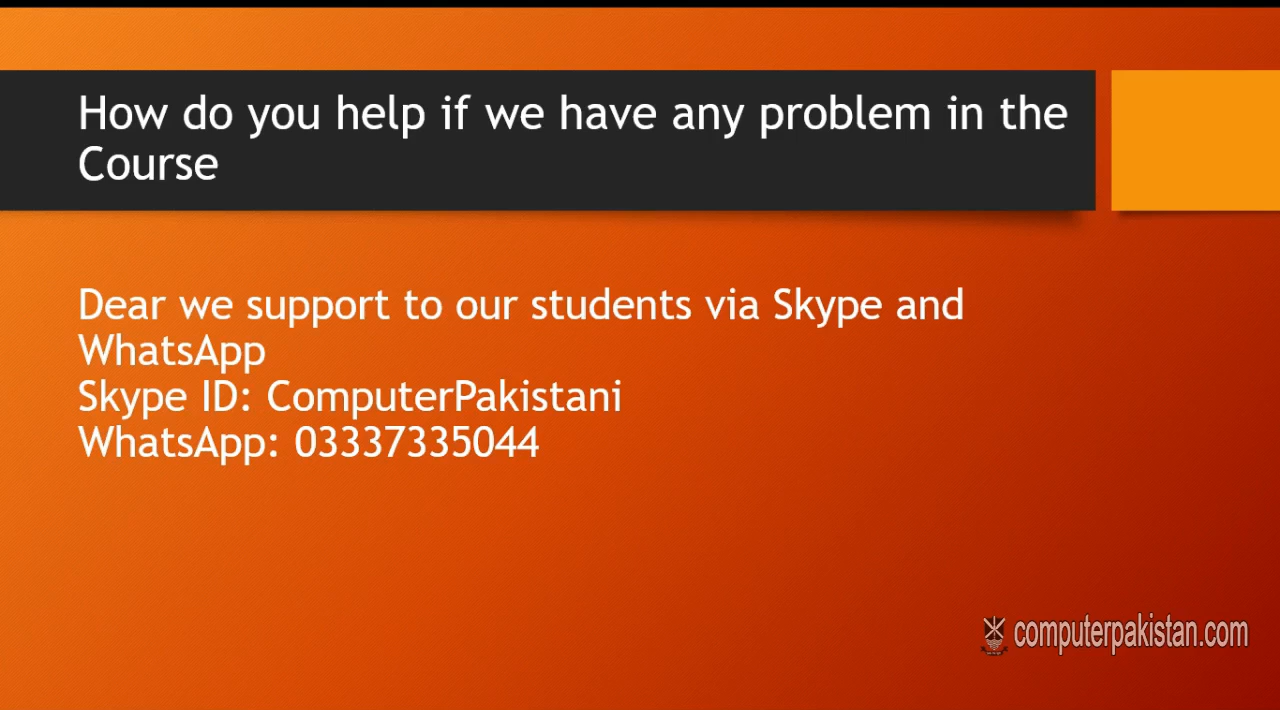 How do you help if we have any problem in the
Course
Dear we support to our students via Skype and
WhatsApp
Skype ID: ComputerPakistani
WhatsApp: 03337335044
computerpakistan.com